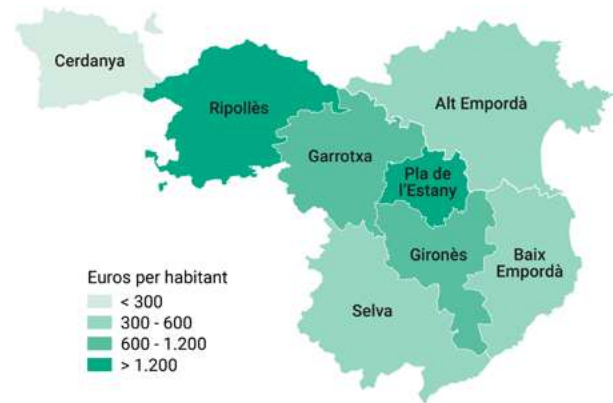 Cerdanya
Ripollès
Alt Empordà
Garrotxa
Pla de
l'Estany
Gironès
Baix
Empordà
Selva
Euros per habitant
< 300
300 - 600
600 - 1.200
> 1.200